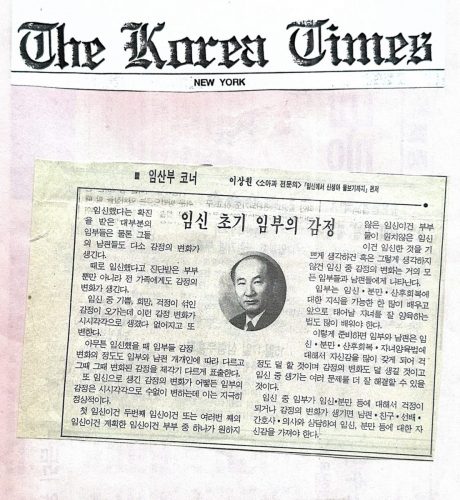 The Korea Times
NEW YORK
■ 임산부 코너
이상원 <소아과 전문의> 「임신에서 신생아 돌보기까지」 편저
임신 초기 임부의 감정
임신했다는 확진
을 받은 대부분의
임부들은 물론 그들
의 남편들도 다소 감정의 변화가
생긴다.
때로 임신했다고 진단받은 부부
뿐만 아니라 전 가족에게도 감정의
변화가 생긴다.
임신 중 기쁨, 희망, 걱정이 섞인
감정이 오가는데 이런 감정 변화가
시시각각으로 생겼다 없어지고 또
변한다.
아무튼 임신했을 때 임부들 감정
변화의 정도도 임부와 남편 개개인에 따라 다르고
그때 그때 변화된 감정을 제각기 다르게 표출한다.
또 임신으로 생긴 감정의 변화가 어떻든 임부의
감정은 시시각각으로 수없이 변하는데 이는 지극히
정상적이다.
첫 임신이건 두번째 임신이건 또는 여러번 째의
임신이건 계획한 임신이건 부부 중 하나가 원하지
않은 임신이건 부부
들이 원치않은 임신
이건 임신한 것을 기
쁘게 생각하건 혹은 그렇게 생각하지
않건 임신 중 감정의 변화는 거의 모
든 임부들과 남편들에게 나타난다.
임부는 임신·분만·산후회복에
대한 지식을 가능한 한 많이 배우고
앞으로 태어날 자녀를 잘 양육하는
법도 많이 배워야 한다.
이렇게 준비하면 임부와 남편은 임
신·분만·산후회복·자녀양육법에
대해서 자신감을 많이 갖게 되어 걱
정도 덜 할 것이며 감정의 변화도 덜 생길 것이고
임신 중 생기는 여러 문제를 더 잘 해결할 수 있을
것이다.
임신 중 임부가 임신·분만 등에 대해서 걱정이
되거나 감정의 변화가 생기면 남편·친구·선배·
간호사·의사와 상담하여 임신, 분만 등에 대한 자
신감을 가져야 한다.